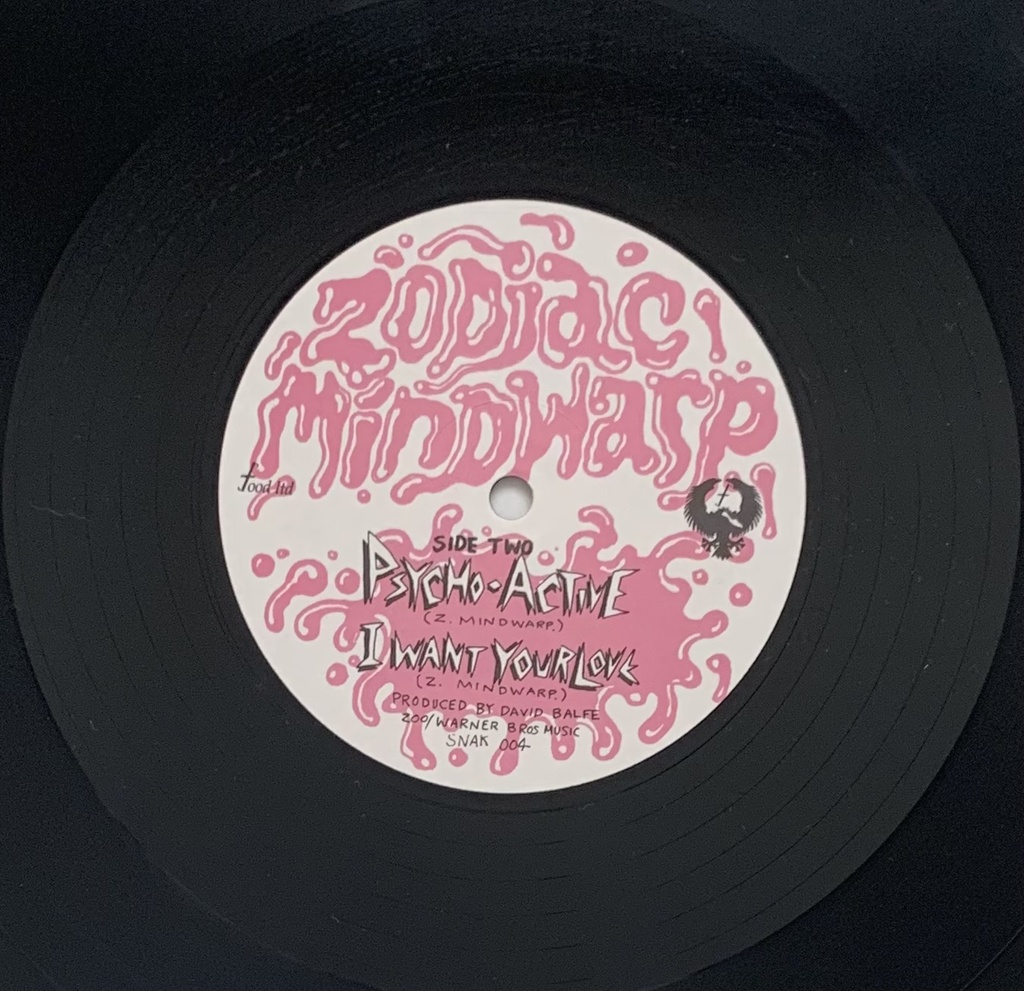 Zodiac
Mindwarp
food ltd
SIDE TWO
PSYCHO-ACTIVE
(Z. MINDWARP.)
I WANT YOUR LOVE
(Z. MINDWARP.)
PRODUCED BY DAVID BALFE
ZOO/WARNER BROS MUSIC
SNAK 004